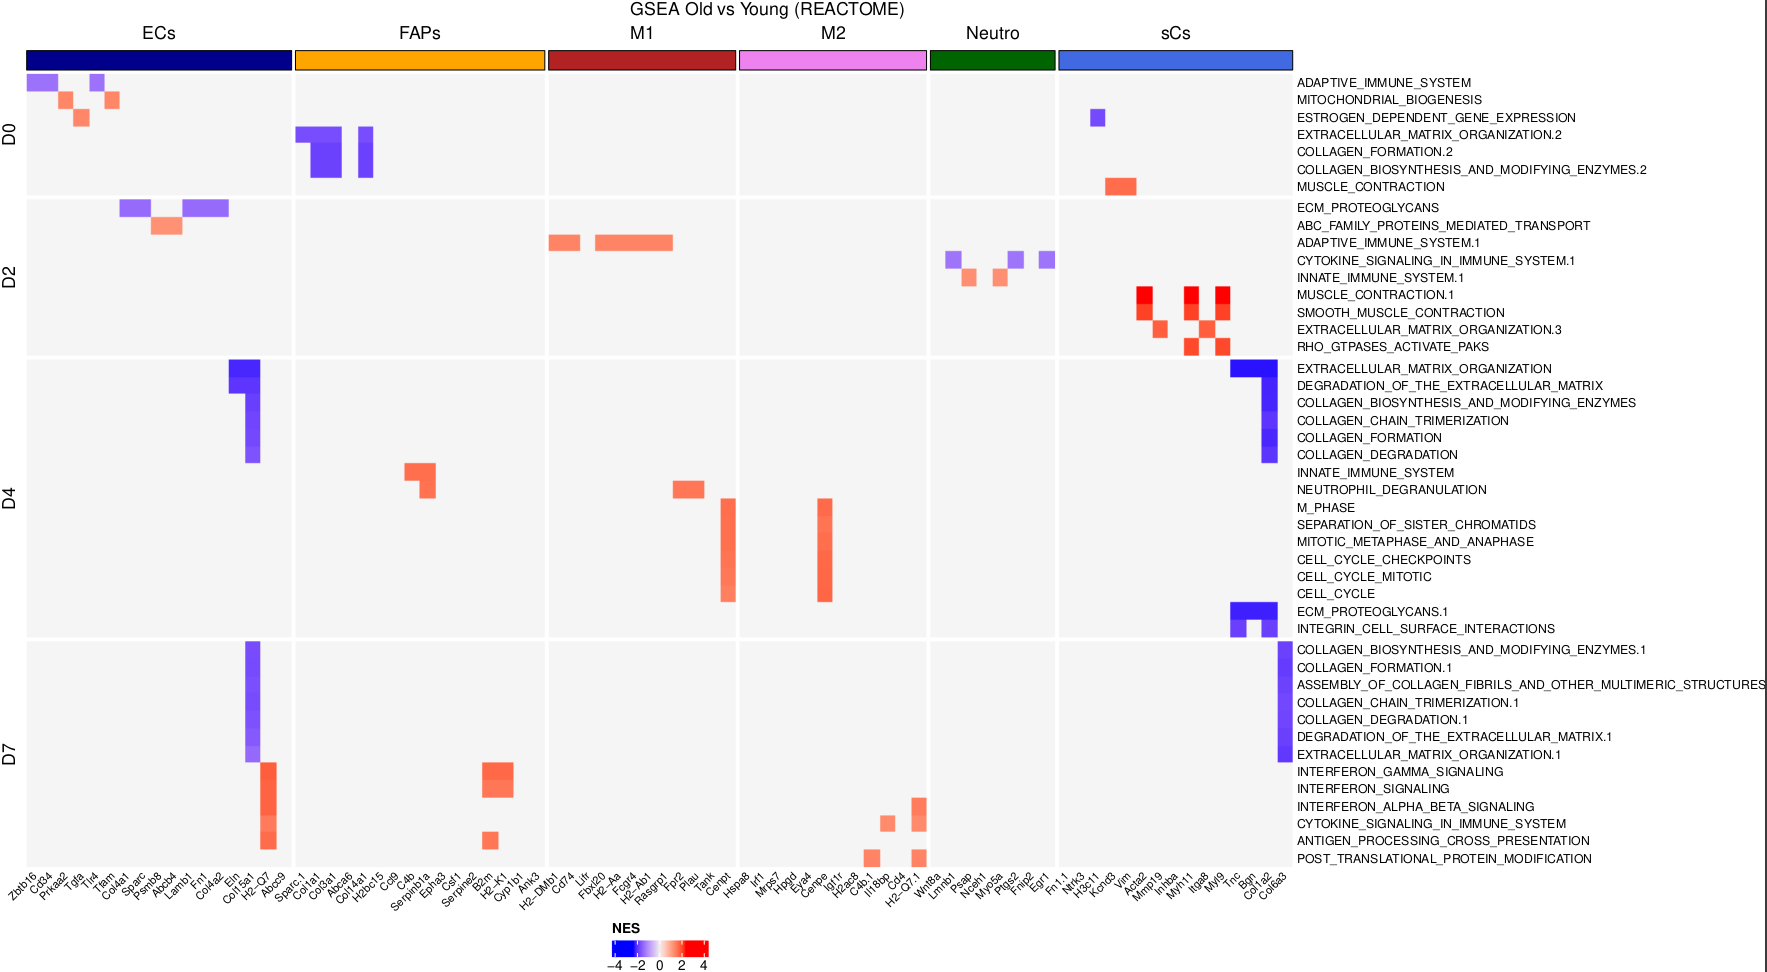 GSEA Old vs Young (REACTOME)
ECs FAPs M1 M2 Neutro sCs
D0
ADAPTIVE_IMMUNE_SYSTEM
MITOCHONDRIAL_BIOGENESIS
ESTROGEN_DEPENDENT_GENE_EXPRESSION
EXTRACELLULAR_MATRIX_ORGANIZATION.2
COLLAGEN_FORMATION.2
COLLAGEN_BIOSYNTHESIS_AND_MODIFYING_ENZYMES.2
MUSCLE_CONTRACTION
D2
ECM_PROTEOGLYCANS
ABC_FAMILY_PROTEINS_MEDIATED_TRANSPORT
ADAPTIVE_IMMUNE_SYSTEM.1
CYTOKINE_SIGNALING_IN_IMMUNE_SYSTEM.1
INNATE_IMMUNE_SYSTEM.1
MUSCLE_CONTRACTION.1
SMOOTH_MUSCLE_CONTRACTION
EXTRACELLULAR_MATRIX_ORGANIZATION.3
RHO_GTPASES_ACTIVATE_PAKS
D4
EXTRACELLULAR_MATRIX_ORGANIZATION
DEGRADATION_OF_THE_EXTRACELLULAR_MATRIX
COLLAGEN_BIOSYNTHESIS_AND_MODIFYING_ENZYMES
COLLAGEN_CHAIN_TRIMERIZATION
COLLAGEN_FORMATION
COLLAGEN_DEGRADATION
INNATE_IMMUNE_SYSTEM
NEUTROPHIL_DEGRANULATION
M_PHASE
SEPARATION_OF_SISTER_CHROMATIDS
MITOTIC_METAPHASE_AND_ANAPHASE
CELL_CYCLE_CHECKPOINTS
CELL_CYCLE_MITOTIC
CELL_CYCLE
ECM_PROTEOGLYCANS.1
INTEGRIN_CELL_SURFACE_INTERACTIONS
D7
COLLAGEN_BIOSYNTHESIS_AND_MODIFYING_ENZYMES.1
COLLAGEN_FORMATION.1
ASSEMBLY_OF_COLLAGEN_FIBRILS_AND_OTHER_MULTIMERIC_STRUCTURES
COLLAGEN_CHAIN_TRIMERIZATION.1
COLLAGEN_DEGRADATION.1
DEGRADATION_OF_THE_EXTRACELLULAR_MATRIX.1
EXTRACELLULAR_MATRIX_ORGANIZATION.1
INTERFERON_GAMMA_SIGNALING
INTERFERON_SIGNALING
INTERFERON_ALPHA_BETA_SIGNALING
CYTOKINE_SIGNALING_IN_IMMUNE_SYSTEM
ANTIGEN_PROCESSING_CROSS_PRESENTATION
POST_TRANSLATIONAL_PROTEIN_MODIFICATION
Zbtb16
Cd34
Prkaa2
Tgfa
Tlr4
Tfam
Col4a1
Sparc
Psmb8
Abcb4
Lamb1
Fn1
Col4a2
Eln
Col15a1
H2−Q7
Abcc9
Sparc.1
Col1a1
Col3a1
Abca6
Col14a1
H2bc15
Cd9
C4b
Serpinb1a
Epha3
Csf1
Serpine2
B2m
H2−K1
Cyp1b1
Ank3
H2−DMb1
Cd74
Lifr
Fbxl20
H2−Aa
Fcgr4
H2−Ab1
Rasgrp1
Fpr2
Plau
Tank
Cenpf
Hspa8
Irf1
Mrps7
Hpgd
Eya4
Cenpe
Igf1r
H2ac8
C4b.1
Il18bp
Cd4
H2−Q7.1
Wnt8a
Lmnb1
Psap
Nceh1
Myo5a
Ptgs2
Fnip2
Egr1
Fn1.1
Ntrk3
H3c11
Kcnd3
Vim
Acta2
Mmp19
Inhba
Myh11
Itga8
Myl9
Tnc
Bgn
Col1a2
Col6a3
NES
−4 −2 0 2 4